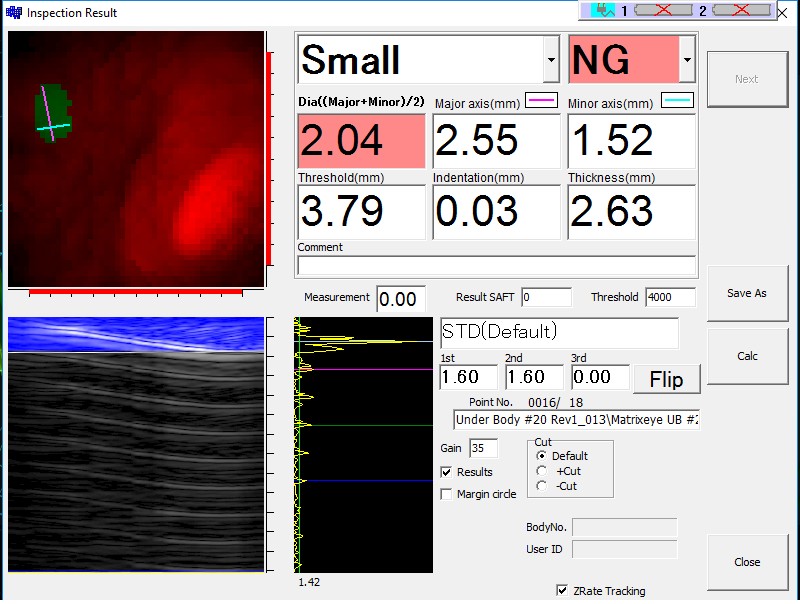 Inspection Result
1 2
Small NG
Next
Dia((Major+Minor)/2) Major axis(mm) Minor axis(mm)
2.04 2.55 1.52
Threshold(mm) Indentation(mm) Thickness(mm)
3.79 0.03 2.63
Comment
Measurement 0.00 Result SAFT 0 Threshold 4000
Save As
STD(Default)
Calc
1st 2nd 3rd
1.60 1.60 0.00 Flip
Point No. 0016/ 18
Under Body #20 Rev1_013\Matrixeye UB #2
Gain 35
Cut
Default
Results
+Cut
-Cut
Margin circle
BodyNo.
User ID
Close
1.42
ZRate Tracking